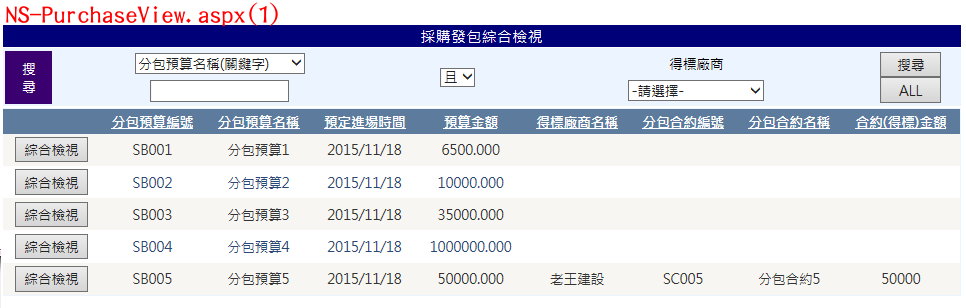 NS-PurchaseView.aspx(1)
採購發包綜合檢視
搜尋 分包預算名稱(關鍵字) 且 得標廠商 -請選擇- 搜尋 ALL
分包預算編號 分包預算名稱 預定進場時間 預算金額 得標廠商名稱 分包合約編號 分包合約名稱 合約(得標)金額
綜合檢視 SB001 分包預算1 2015/11/18 6500.000
綜合檢視 SB002 分包預算2 2015/11/18 10000.000
綜合檢視 SB003 分包預算3 2015/11/18 35000.000
綜合檢視 SB004 分包預算4 2015/11/18 1000000.000
綜合檢視 SB005 分包預算5 2015/11/18 50000.000 老王建設 SC005 分包合約5 50000